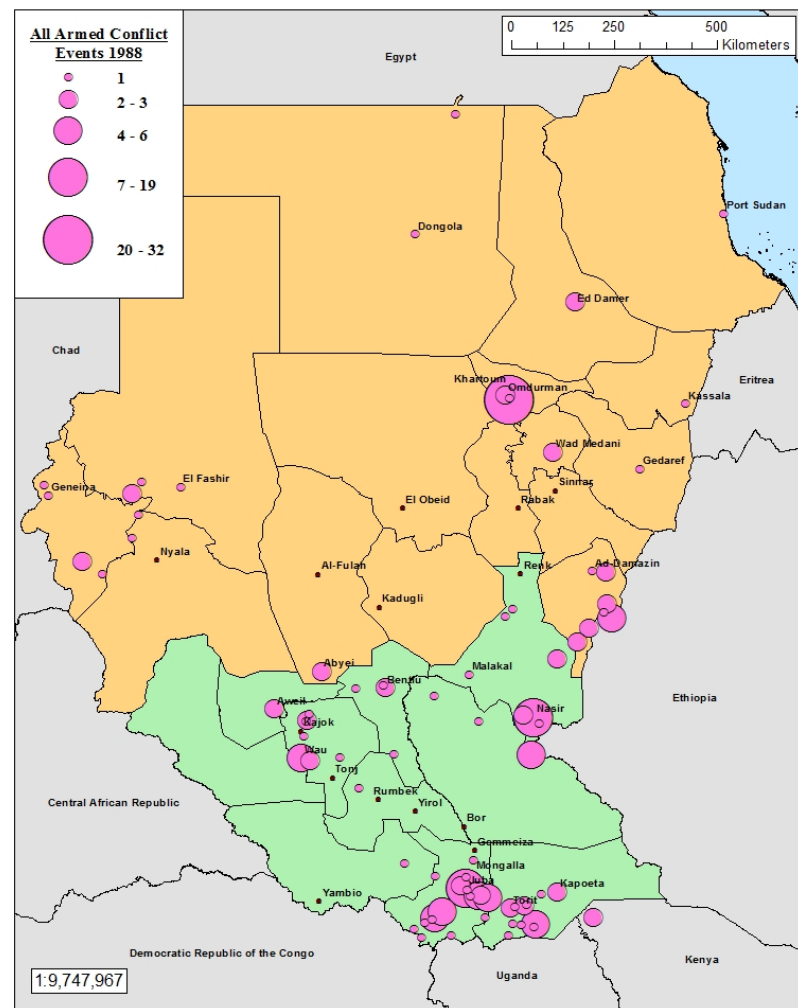 All Armed Conflict
Events 1988
1
2 - 3
4 - 6
7 - 19
20 - 32
0 125 250 500
Kilometers
Egypt
Port Sudan
Dongola
Ed Damer
Chad
Khartoum
Omdurman
Eritrea
Kassala
Wad Medani
Gedaref
El Fashir
Geneina
Sinnar
El Obeid
Rabak
Nyala
Al-Fulah
Renk
Ad-Damazin
Kadugli
Abyei
Malakal
Bentiu
Ethiopia
Aweil
Nasir
Kajok
Wau
Tonj
Central African Republic
Rumbek
Yirol
Bor
Gemmeiza
Mongalla
Juba
Kapoeta
Yambio
Torit
Democratic Republic of the Congo
Kenya
Uganda
1:9,747,967